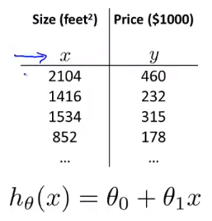 Size (feet²) Price ($1000)
x y
2104 460
1416 232
1534 315
852 178
... ...
hθ(x) = θ0 + θ1x